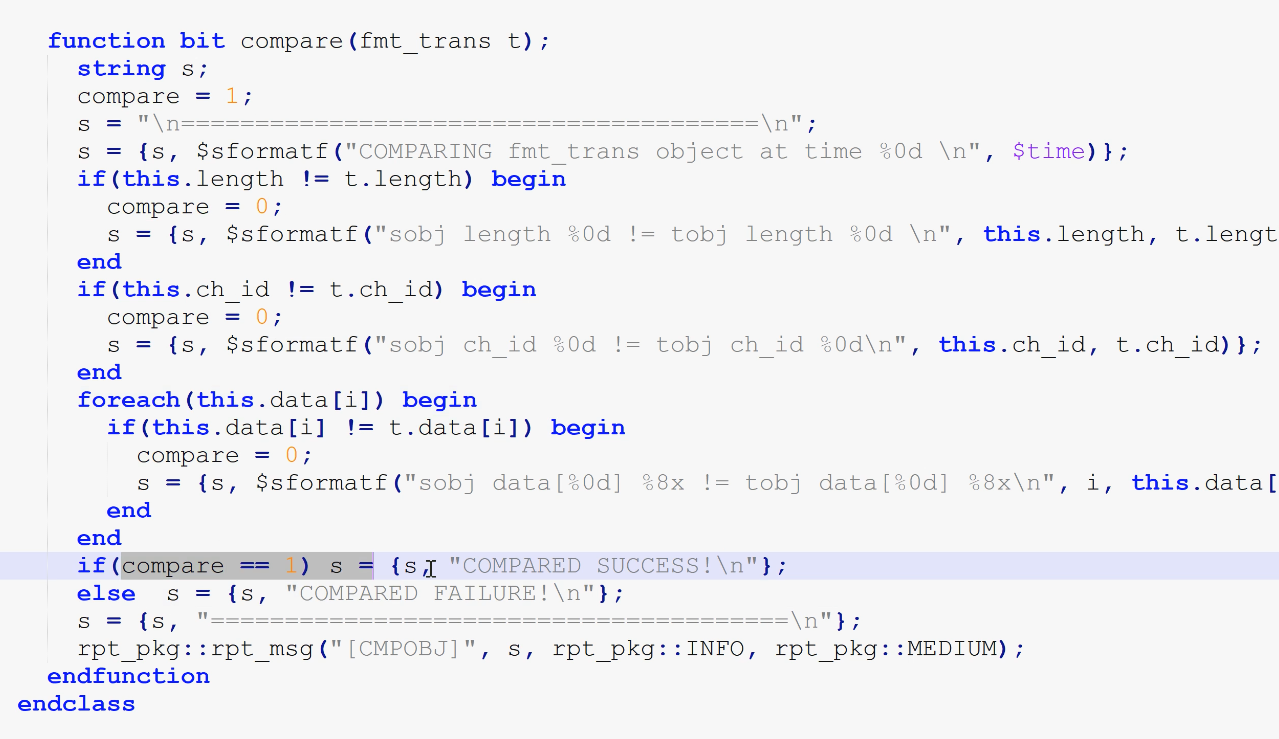 function bit compare(fmt_trans t);
string s;
compare = 1;
s = "\n=======================================\n";
s = {s, $sformatf("COMPARING fmt_trans object at time %0d \n", $time)};
if(this.length != t.length) begin
compare = 0;
s = {s, $sformatf("sobj length %0d != tobj length %0d \n", this.length, t.lengt
end
if(this.ch_id != t.ch_id) begin
compare = 0;
s = {s, $sformatf("sobj ch_id %0d != tobj ch_id %0d\n", this.ch_id, t.ch_id)};
end
foreach(this.data[i]) begin
if(this.data[i] != t.data[i]) begin
compare = 0;
s = {s, $sformatf("sobj data[%0d] %8x != tobj data[%0d] %8x\n", i, this.data[
end
end
if(compare == 1) s = {s, "COMPARED SUCCESS!\n"};
else  s = {s, "COMPARED FAILURE!\n"};
s = {s, "=======================================\n"};
rpt_pkg::rpt_msg("[CMPOBJ]", s, rpt_pkg::INFO, rpt_pkg::MEDIUM);
endfunction
endclass